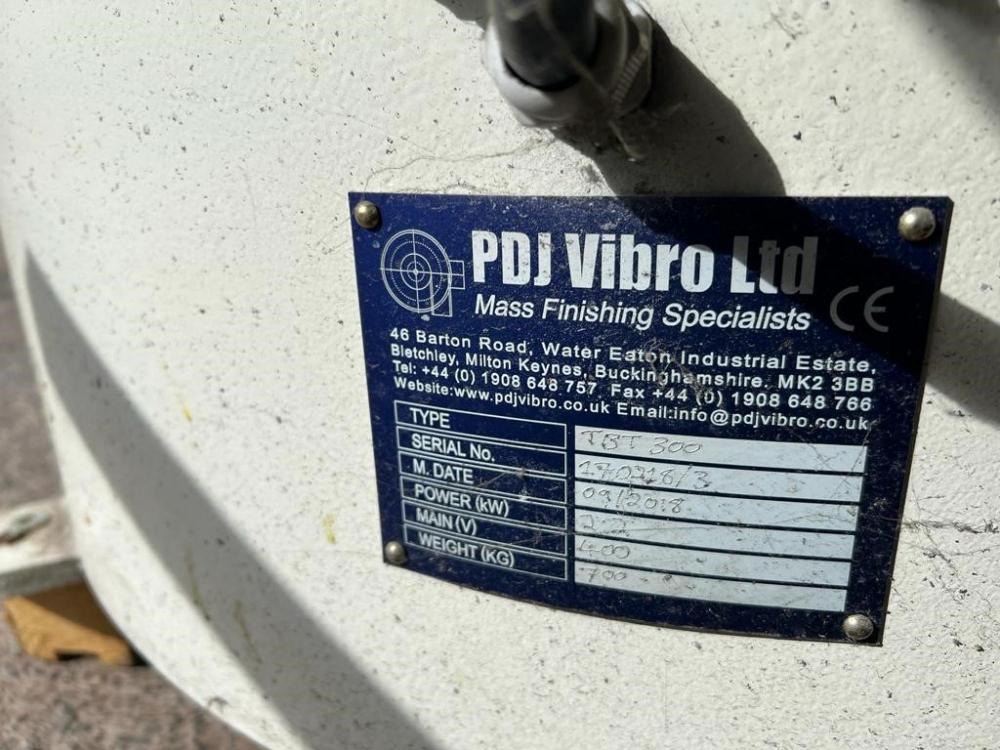 PDJ Vibro Ltd
Mass Finishing Specialists CE
46 Barton Road, Water Eaton Industrial Estate,
Bletchley, Milton Keynes, Buckinghamshire. MK2 3BB
Tel: +44 (0) 1908 648 757 Fax +44 (0) 1908 648 766
Website:www.pdjvibro.co.uk Email:info@pdjvibro.co.uk
TYPE TBT 300
SERIAL No.
M. DATE 09/2018
POWER (kW) 2.2
MAIN (V) 400
WEIGHT (KG) 700